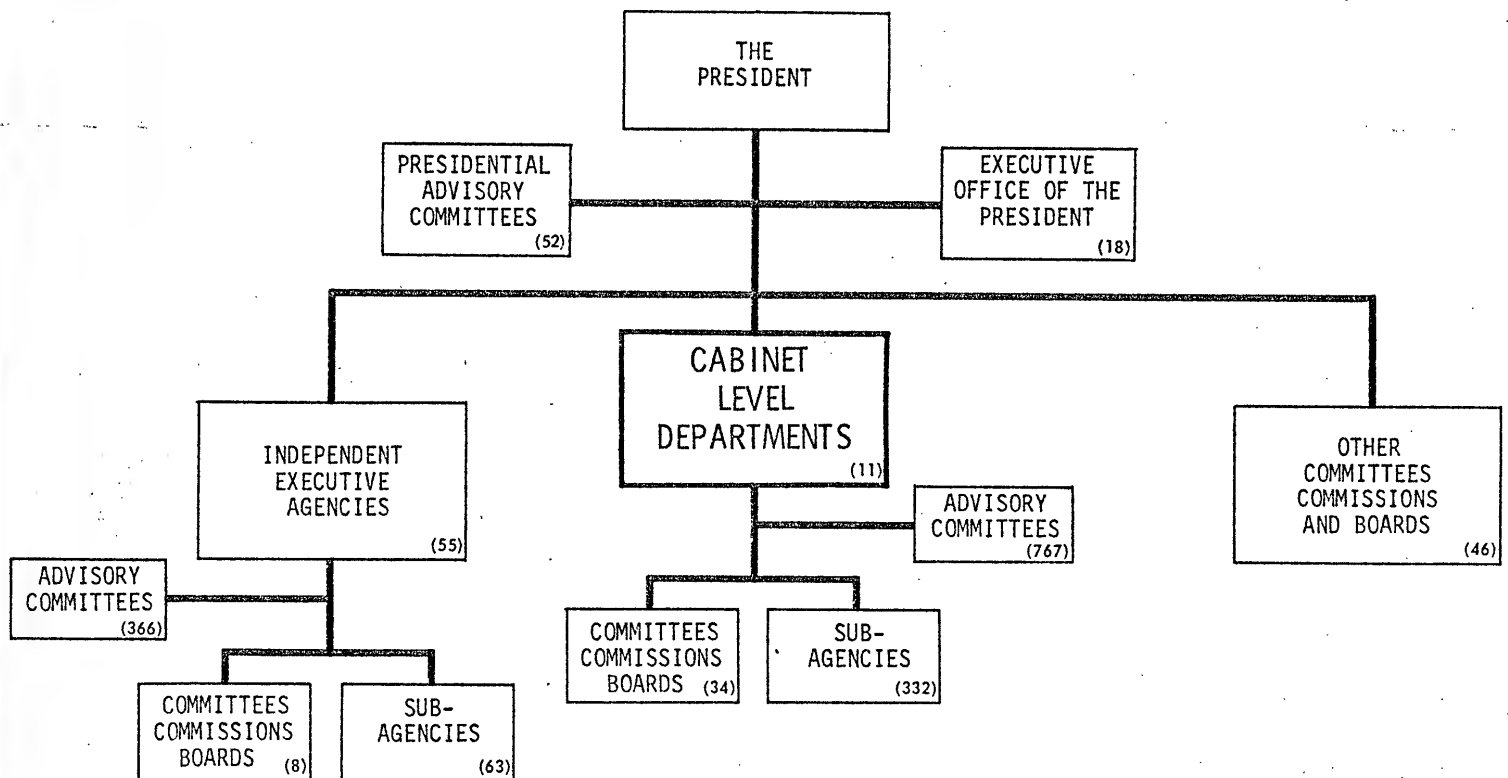 THE
PRESIDENT
PRESIDENTIAL
ADVISORY
COMMITTEES
(52)
EXECUTIVE
OFFICE OF THE
PRESIDENT
(18)
INDEPENDENT
EXECUTIVE
AGENCIES
(55)
CABINET
LEVEL
DEPARTMENTS
(11)
OTHER
COMMITTEES
COMMISSIONS
AND BOARDS
(46)
ADVISORY
COMMITTEES
(366)
COMMITTEES
COMMISSIONS
BOARDS (8)
SUB-
AGENCIES
(63)
ADVISORY
COMMITTEES
(767)
COMMITTEES
COMMISSIONS
BOARDS (34)
SUB-
AGENCIES
(332)